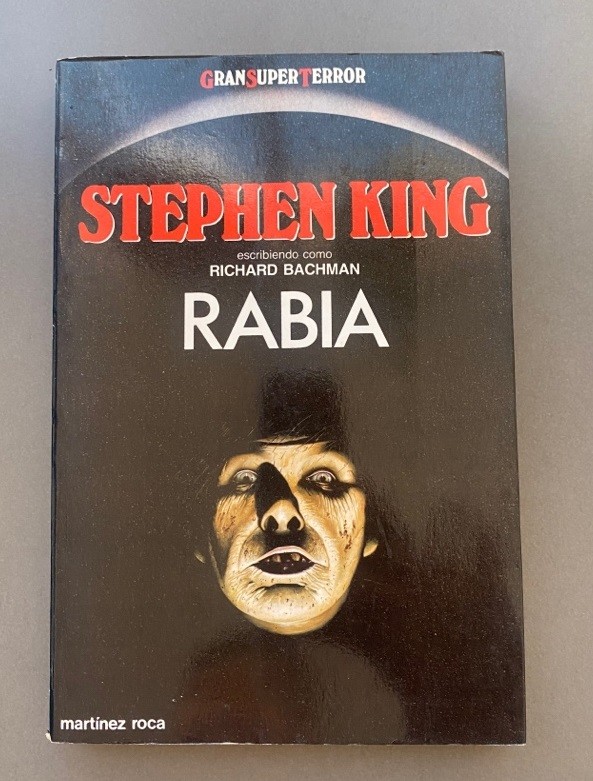 GRANSUPERTERROR
STEPHEN KING
escribiendo como
RICHARD BACHMAN
RABIA
martínez roca